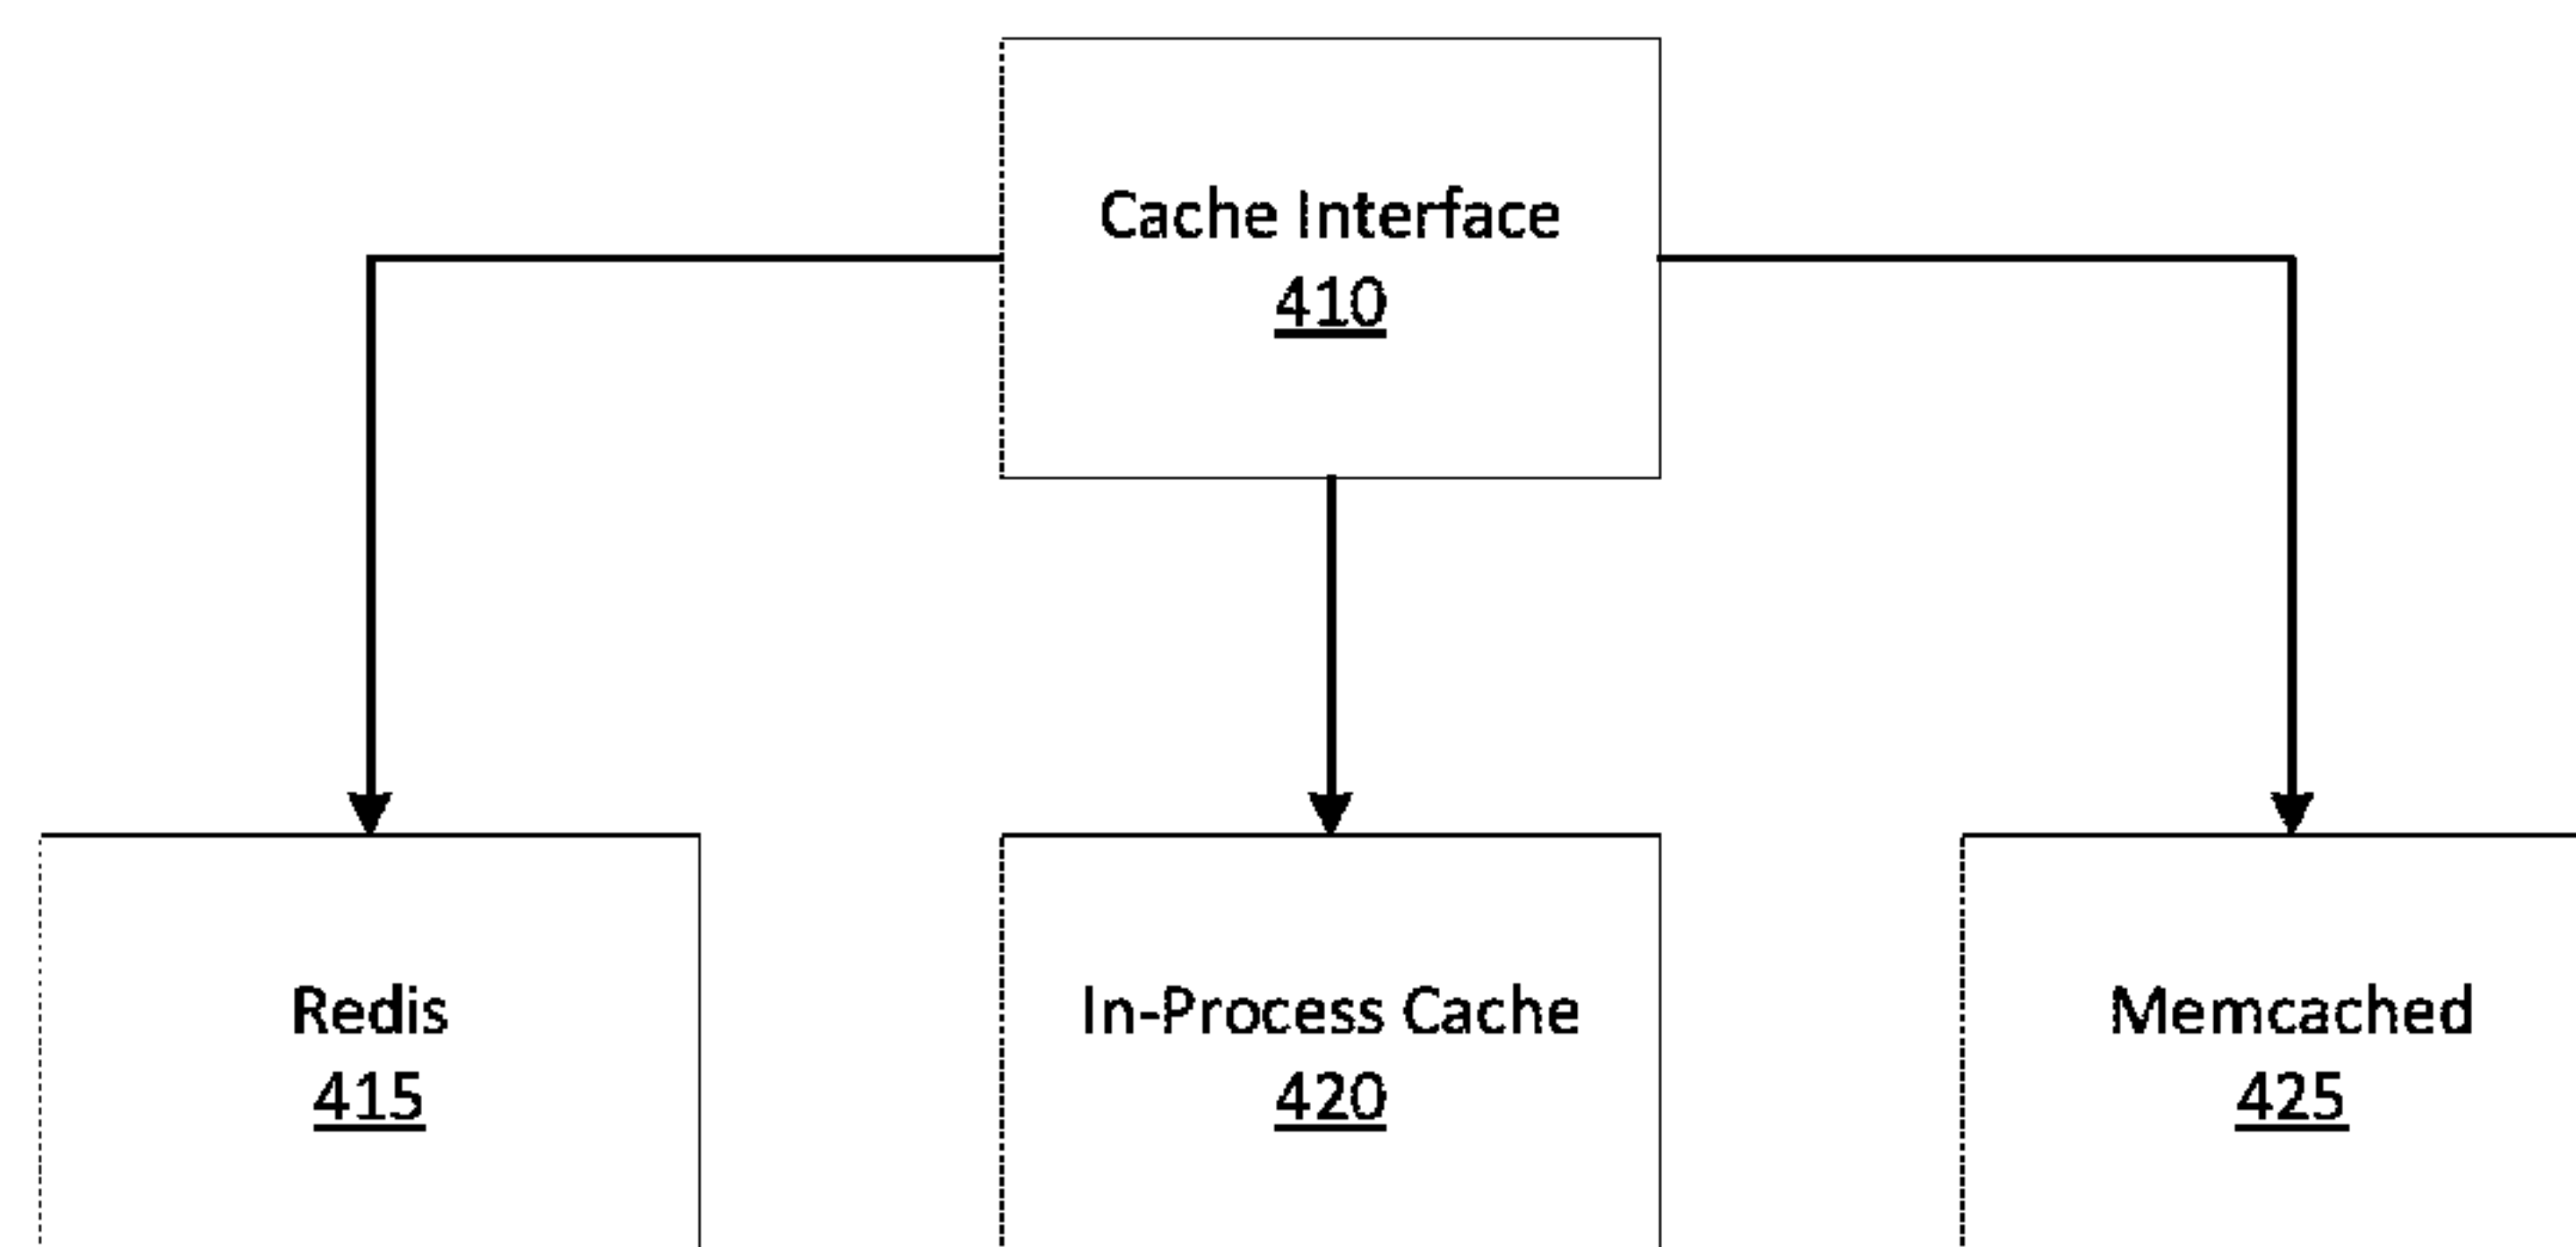 Cache Interface
410
Redis
415
In-Process Cache
420
Memcached
425